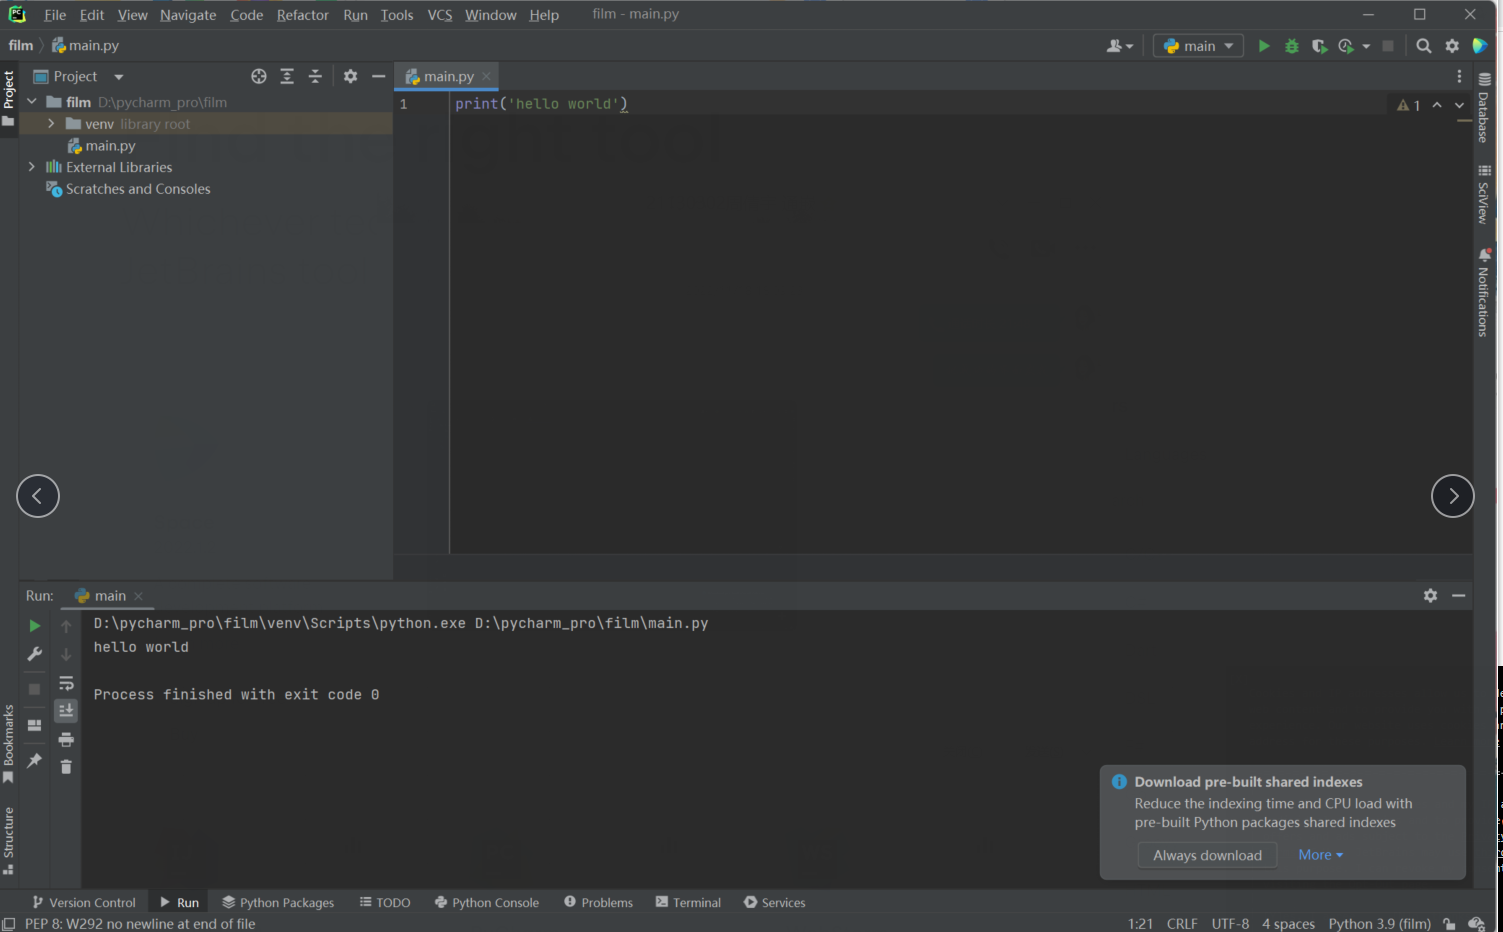 File Edit View Navigate Code Refactor Run Tools VCS Window Help film - main.py
film main.py
main
Project
main.py
film D:\pycharm_pro\film
venv library root
main.py
External Libraries
Scratches and Consoles
1 print('hello world')
1
Project
Bookmarks
Structure
Database
SciView
Notifications
Run: main
D:\pycharm_pro\film\venv\Scripts\python.exe D:\pycharm_pro\film\main.py
hello world
Process finished with exit code 0
Download pre-built shared indexes
Reduce the indexing time and CPU load with
pre-built Python packages shared indexes
Always download More
Version Control Run Python Packages TODO Python Console Problems Terminal Services
PEP 8: W292 no newline at end of file 1:21 CRLF UTF-8 4 spaces Python 3.9 (film)